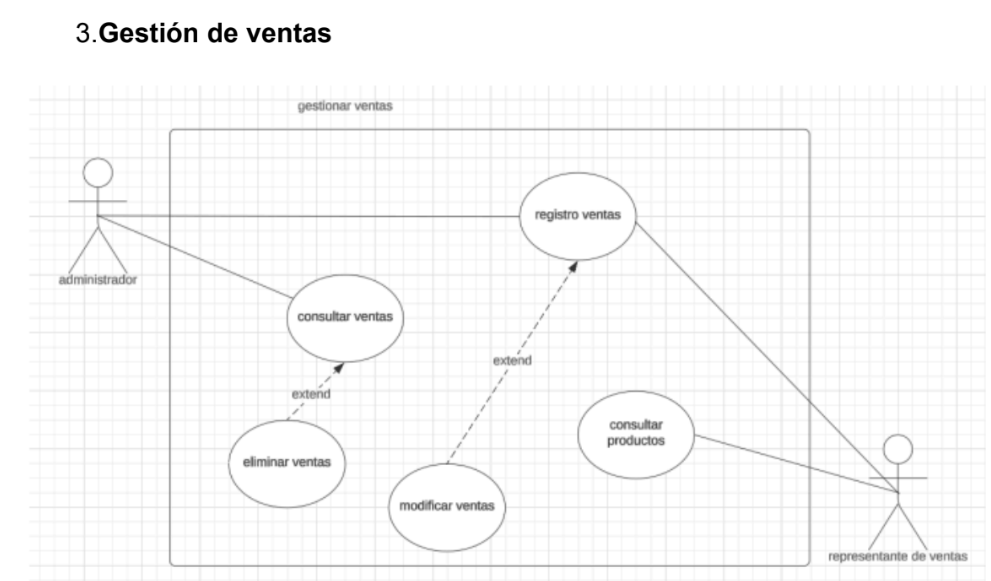 3.Gestión de ventas
gestionar ventas
registro ventas
administrador
consultar ventas
extend
extend
consultar
productos
eliminar ventas
modificar ventas
representante de ventas